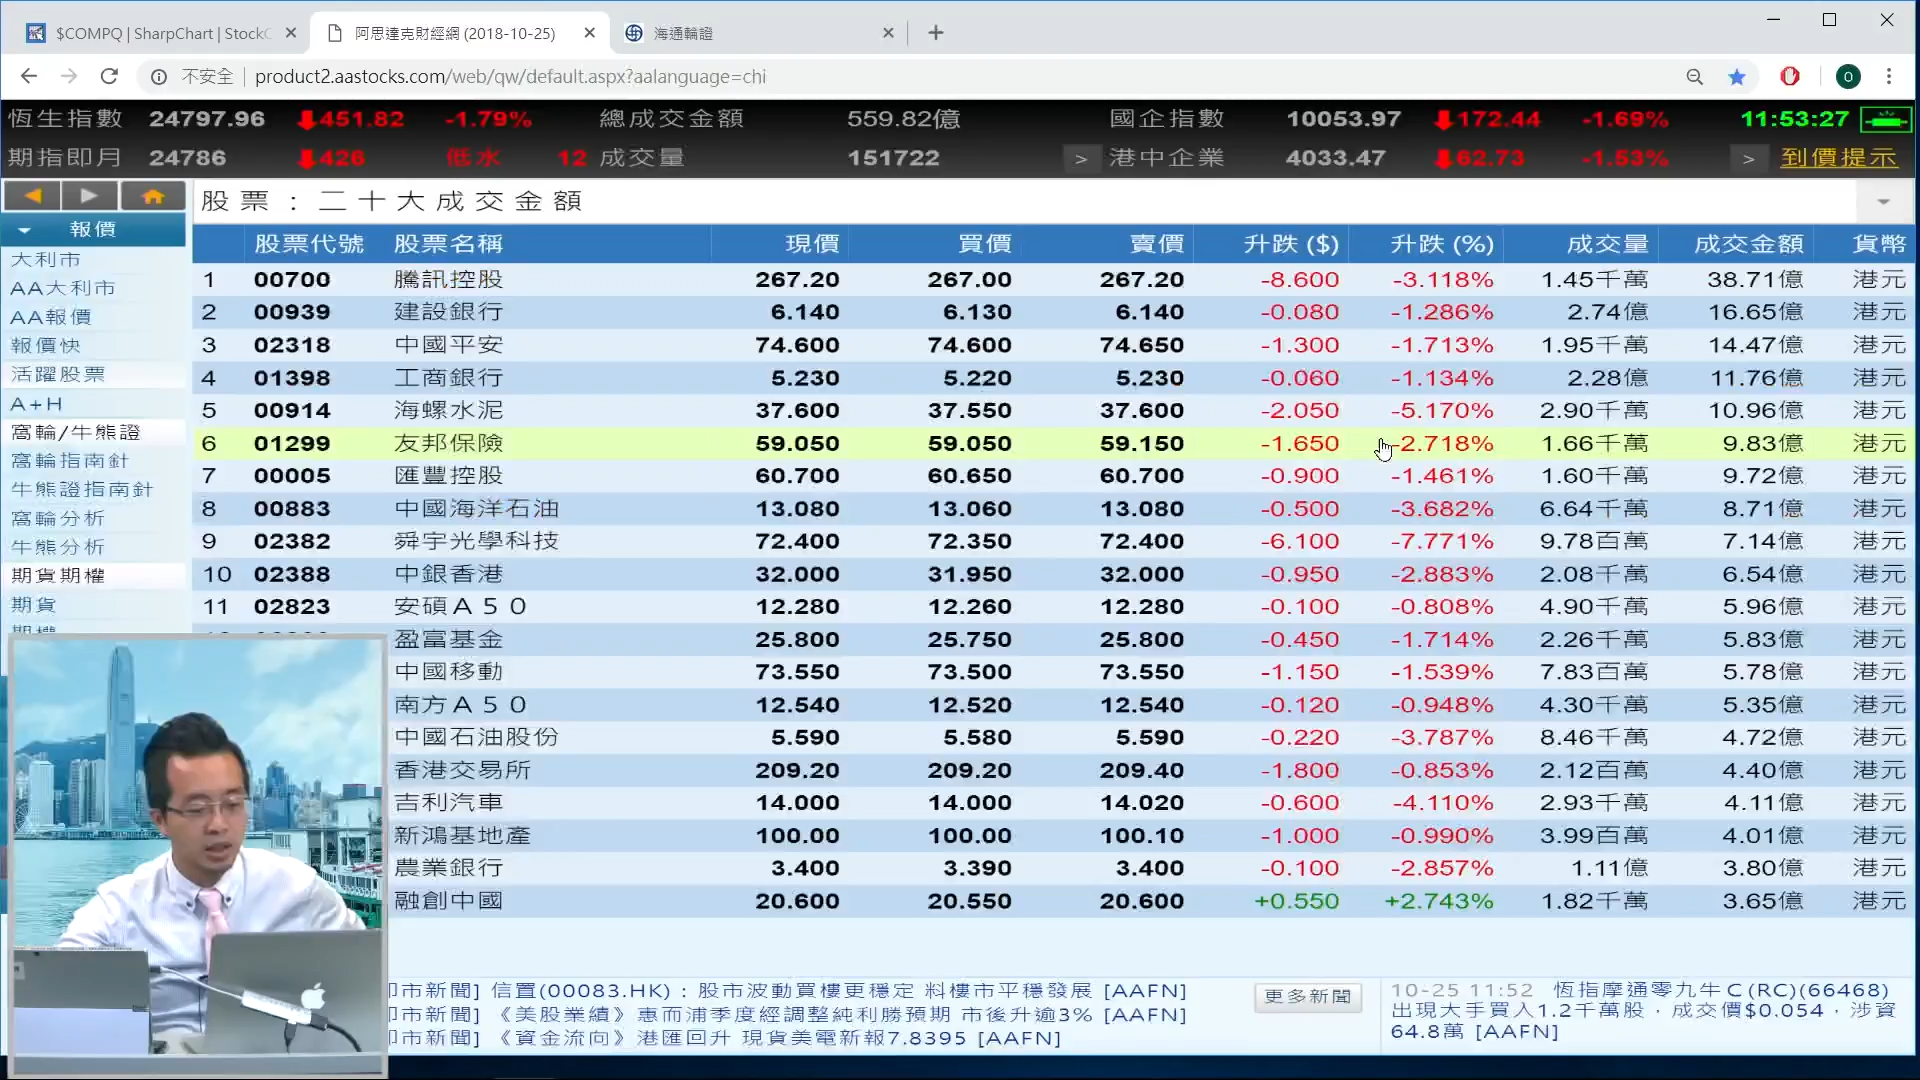 $COMPQ | SharpChart | StockC
阿思達克財經網 (2018-10-25)
海通輪證
不安全 | product2.aastocks.com/web/qw/default.aspx?aalanguage=chi
恆生指數 24797.96 451.82 -1.79% 總成交金額 559.82億 國企指數 10053.97 172.44 -1.69% 11:53:27
期指即月 24786 426 低水 12 成交量 151722 > 港中企業 4033.47 62.73 -1.53% > 到價提示
股票：二十大成交金額
報價
大利市
AA大利市
AA報價
報價快
活躍股票
A+H
窩輪/牛熊證
窩輪指南針
牛熊證指南針
窩輪分析
牛熊分析
期貨期權
期貨
期權
股票代號 股票名稱 現價 買價 賣價 升跌 ($) 升跌 (%) 成交量 成交金額 貨幣
1 00700 騰訊控股 267.20 267.00 267.20 -8.600 -3.118% 1.45千萬 38.71億 港元
2 00939 建設銀行 6.140 6.130 6.140 -0.080 -1.286% 2.74億 16.65億 港元
3 02318 中國平安 74.600 74.600 74.650 -1.300 -1.713% 1.95千萬 14.47億 港元
4 01398 工商銀行 5.230 5.220 5.230 -0.060 -1.134% 2.28億 11.76億 港元
5 00914 海螺水泥 37.600 37.550 37.600 -2.050 -5.170% 2.90千萬 10.96億 港元
6 01299 友邦保險 59.050 59.050 59.150 -1.650 -2.718% 1.66千萬 9.83億 港元
7 00005 匯豐控股 60.700 60.650 60.700 -0.900 -1.461% 1.60千萬 9.72億 港元
8 00883 中國海洋石油 13.080 13.060 13.080 -0.500 -3.682% 6.64千萬 8.71億 港元
9 02382 舜宇光學科技 72.400 72.350 72.400 -6.100 -7.771% 9.78百萬 7.14億 港元
10 02388 中銀香港 32.000 31.950 32.000 -0.950 -2.883% 2.08千萬 6.54億 港元
11 02823 安碩Ａ５０ 12.280 12.260 12.280 -0.100 -0.808% 4.90千萬 5.96億 港元
盈富基金 25.800 25.750 25.800 -0.450 -1.714% 2.26千萬 5.83億 港元
中國移動 73.550 73.500 73.550 -1.150 -1.539% 7.83百萬 5.78億 港元
南方Ａ５０ 12.540 12.520 12.540 -0.120 -0.948% 4.30千萬 5.35億 港元
中國石油股份 5.590 5.580 5.590 -0.220 -3.787% 8.46千萬 4.72億 港元
香港交易所 209.20 209.20 209.40 -1.800 -0.853% 2.12百萬 4.40億 港元
吉利汽車 14.000 14.000 14.020 -0.600 -4.110% 2.93千萬 4.11億 港元
新鴻基地產 100.00 100.00 100.10 -1.000 -0.990% 3.99百萬 4.01億 港元
農業銀行 3.400 3.390 3.400 -0.100 -2.857% 1.11億 3.80億 港元
融創中國 20.600 20.550 20.600 +0.550 +2.743% 1.82千萬 3.65億 港元
市新聞] 信置(00083.HK)：股市波動買樓更穩定 料樓市平穩發展 [AAFN]
市新聞] 《美股業績》惠而浦季度經調整純利勝預期 市後升逾3% [AAFN]
市新聞] 《資金流向》港匯回升 現貨美電新報7.8395 [AAFN]
更多新聞
10-25 11:52 恆指摩通零九牛Ｃ(RC)(66468)
出現大手買入1.2千萬股，成交價$0.054，涉資
64.8萬 [AAFN]